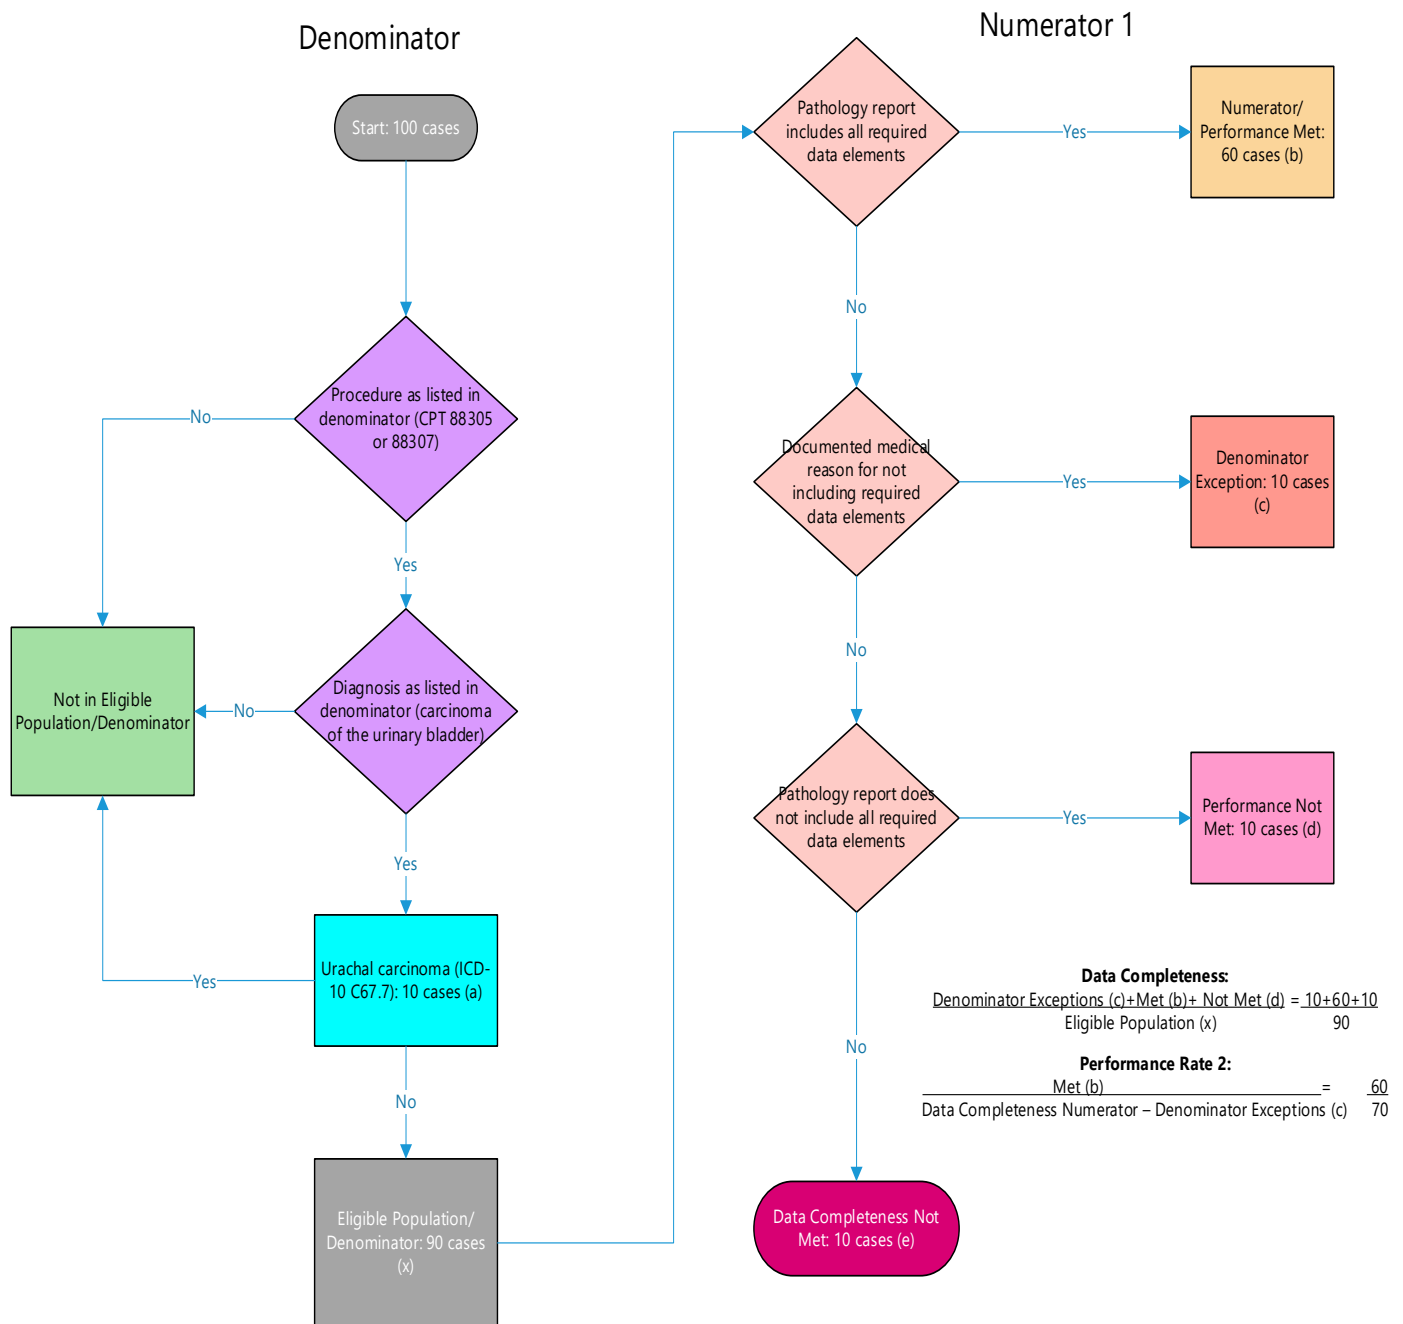 Denominator
Start: 100 cases
Procedure as listed in
denominator (CPT 88305
or 88307)
No
Yes
Diagnosis as listed in
denominator (carcinoma
of the urinary bladder)
No
Not in Eligible
Population/Denominator
Yes
Urachal carcinoma (ICD-
10 C67.7): 10 cases (a)
Yes
No
Eligible Population/
Denominator: 90 cases
(x)
Numerator 1
Pathology report
includes all required
data elements
Yes
Numerator/
Performance Met:
60 cases (b)
No
Documented medical
reason for not
including required
data elements
Yes
Denominator
Exception: 10 cases
(c)
No
Pathology report does
not include all required
data elements
Yes
Performance Not
Met: 10 cases (d)
No
Data Completeness Not
Met: 10 cases (e)
Data Completeness:
Denominator Exceptions (c)+Met (b)+ Not Met (d) = 10+60+10
Eligible Population (x) 90
Performance Rate 2:
Met (b) = 60
Data Completeness Numerator – Denominator Exceptions (c) 70